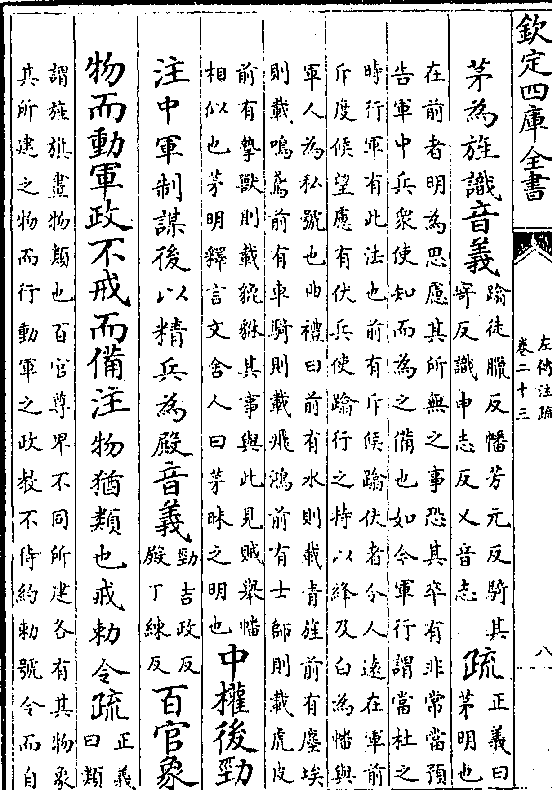 欽定四庫全書
左傳注疏
卷二十三
八
茅為旌識音義蹹徒臘反幡芳元反騎其
寄反識申志反又音志疏正義曰
茅明也
在前者明為思慮其所無之事恐其卒有非常當預
告軍中兵衆使知而為之備也如今軍行謂當杜之
時行軍有此法也前有斥候蹹伏者令人遠在軍前
斥度候望慮有伏兵使蹹行之持以絳及白為幡與
軍人為私號也曲禮曰前有水則載青旌前有塵埃
則載鳴鳶前有車騎則載飛鴻前有士師則載虎皮
前有摯獸則載貔貅其事與此見賊舉幡
相似也茅明釋言文舍人曰茅昧之明也中權後勁
注中軍制謀後以精兵為殿音義勁吉政反
殿丁練反百官象
物而動軍政不戒而備注物猶類也戒勅令疏正義
曰類
謂旌旗畫物類也百官尊卑不同所建各有其物象
其所建之物而行動軍之政教不待約勅號令而自